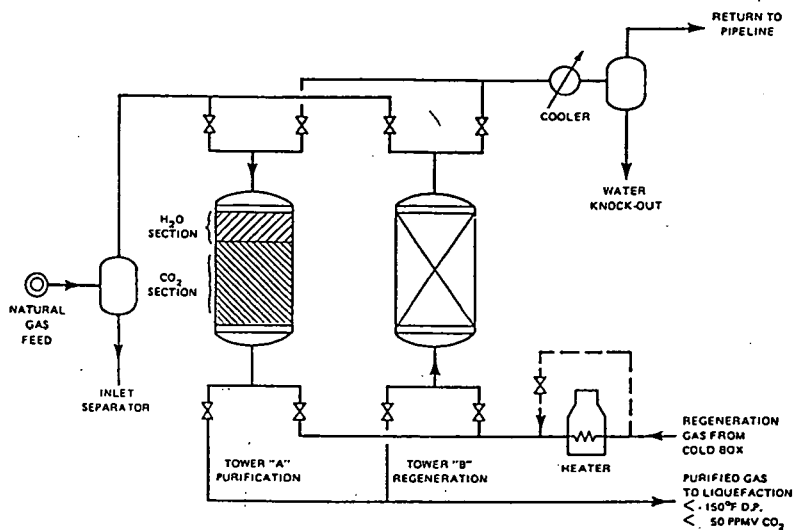 RETURN TO
PIPELINE
COOLER
WATER
KNOCK-OUT
H2O
SECTION
CO2
SECTION
NATURAL
GAS
FEED
INLET
SEPARATOR
TOWER "A"
PURIFICATION
TOWER "B"
REGENERATION
HEATER
REGENERATION
GAS FROM
COLD BOX
PURIFIED GAS
TO LIQUEFACTION
< -150°F D.P.
< 50 PPMV CO2